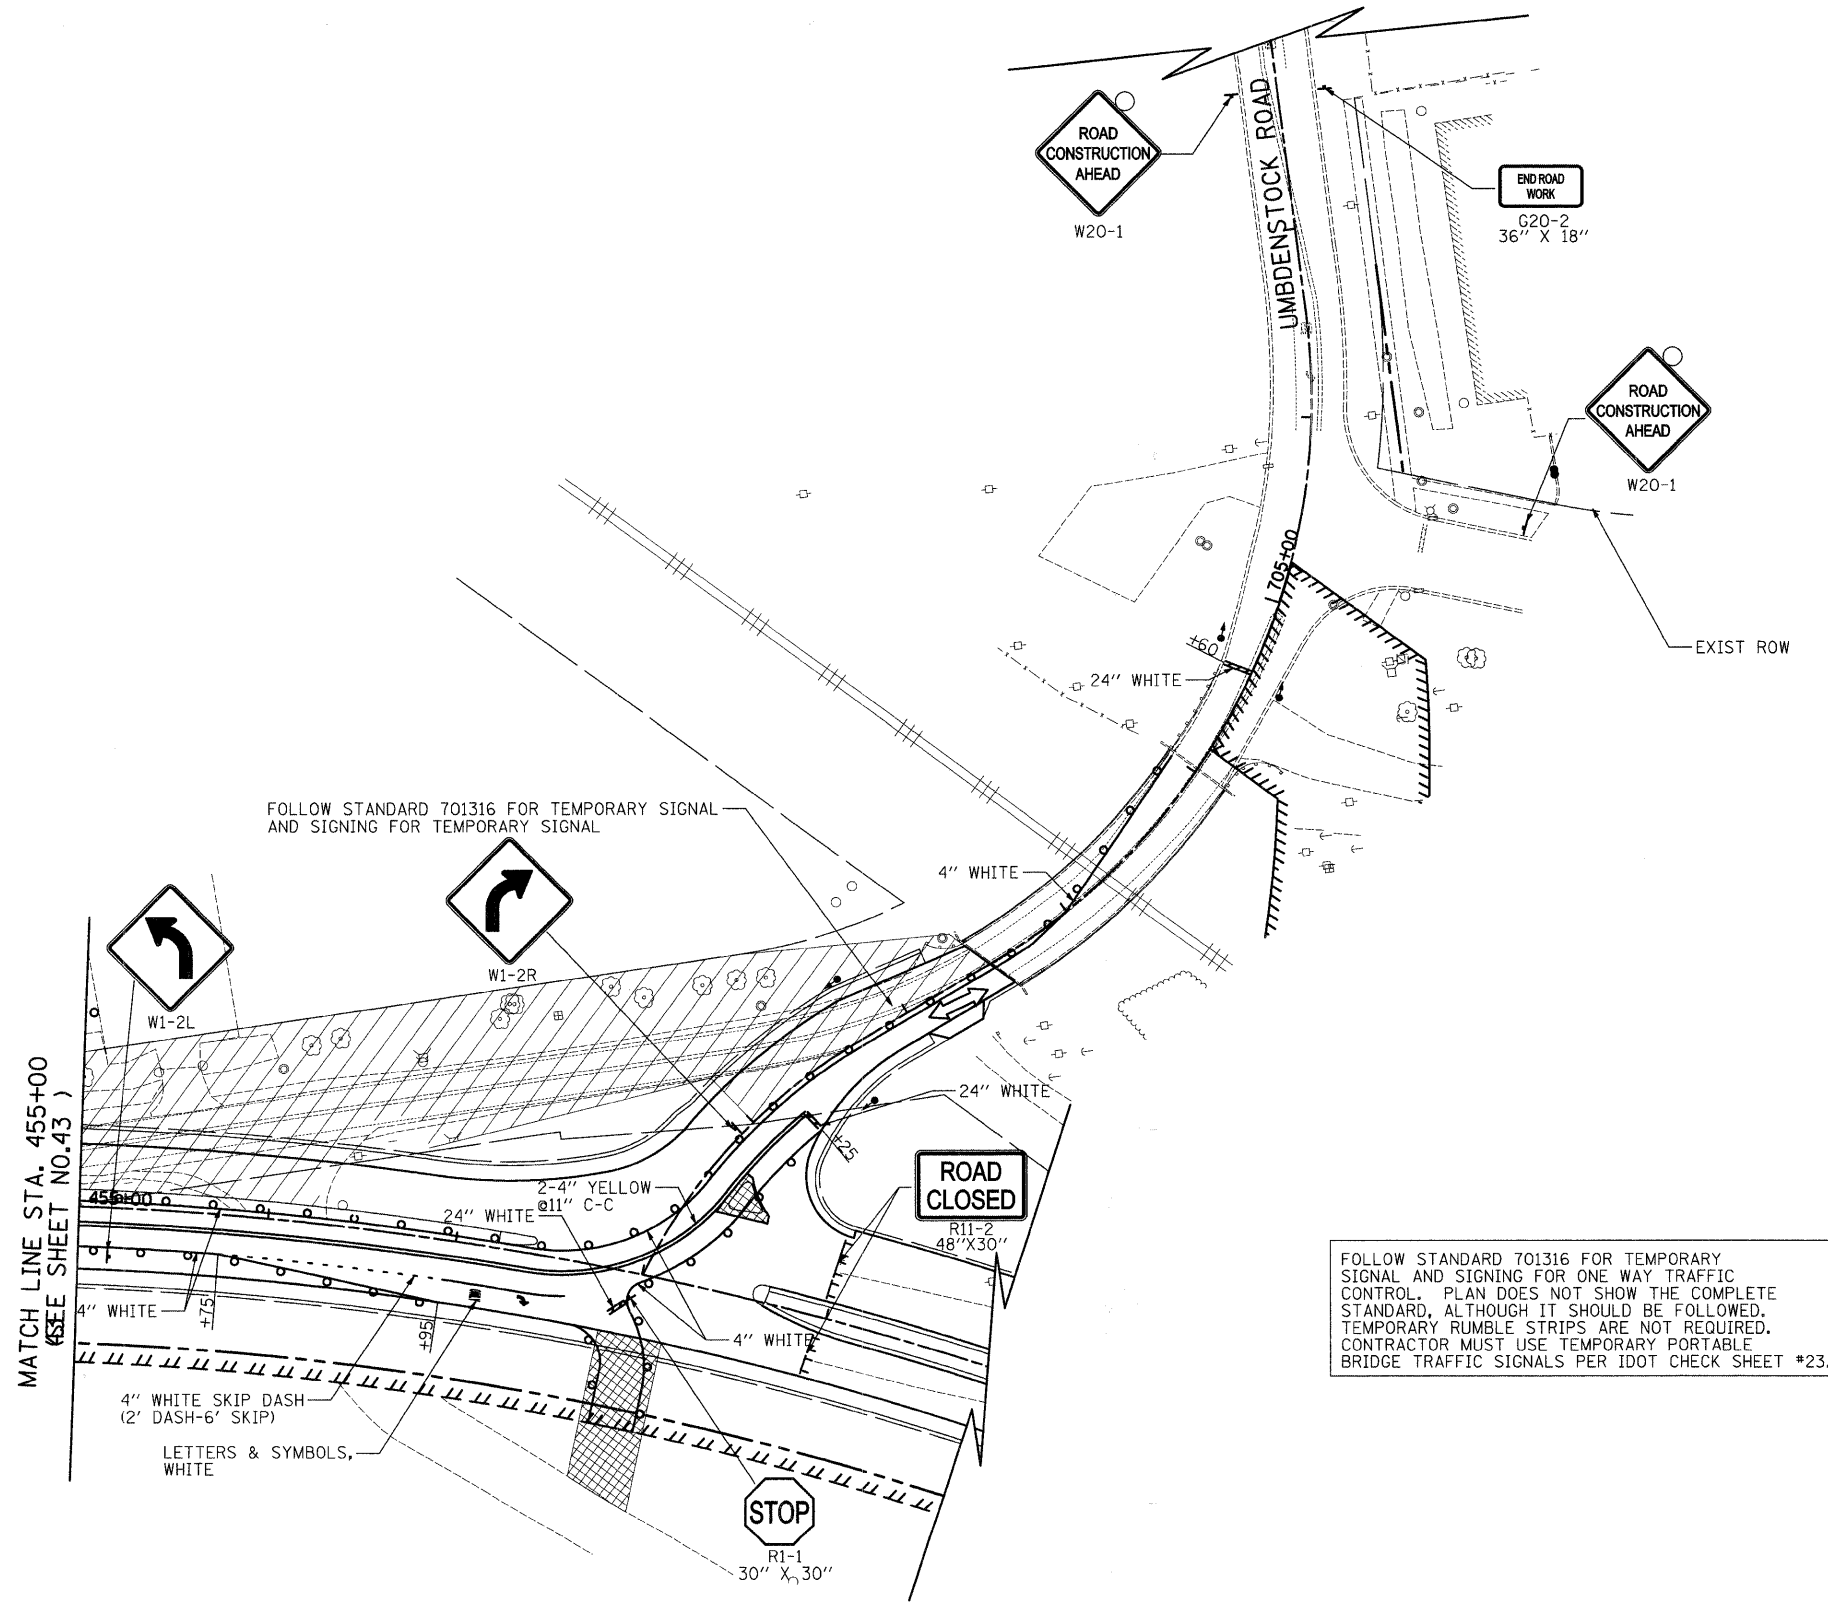 ROAD
CONSTRUCTION
AHEAD
W20-1
UMBDENSTOCK ROAD
END ROAD
WORK
G20-2
36" X 18"
ROAD
CONSTRUCTION
AHEAD
W20-1
EXIST ROW
705+00
+60
24" WHITE
FOLLOW STANDARD 701316 FOR TEMPORARY SIGNAL
AND SIGNING FOR TEMPORARY SIGNAL
4" WHITE
W1-2R
W1-2L
24" WHITE
+25
MATCH LINE STA. 455+00
(SEE SHEET NO.43 )
455+00
2-4" YELLOW
@11" C-C
24" WHITE
ROAD
CLOSED
R11-2
48"X30"
4" WHITE
+75
+95
4" WHITE
4" WHITE SKIP DASH
(2' DASH-6' SKIP)
LETTERS & SYMBOLS,
WHITE
STOP
R1-1
30" X 30"
FOLLOW STANDARD 701316 FOR TEMPORARY
SIGNAL AND SIGNING FOR ONE WAY TRAFFIC
CONTROL. PLAN DOES NOT SHOW THE COMPLETE
STANDARD, ALTHOUGH IT SHOULD BE FOLLOWED.
TEMPORARY RUMBLE STRIPS ARE NOT REQUIRED.
CONTRACTOR MUST USE TEMPORARY PORTABLE
BRIDGE TRAFFIC SIGNALS PER IDOT CHECK SHEET #23.